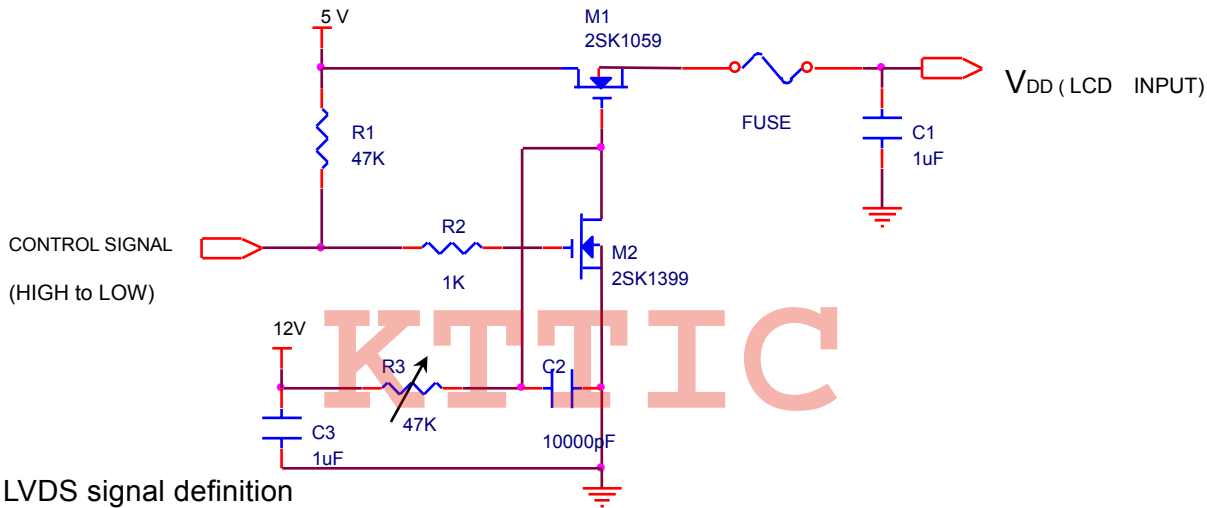 5 V
M1
2SK1059
VDD ( LCD INPUT)
FUSE
R1
47K
C1
1uF
CONTROL SIGNAL
(HIGH to LOW)
R2
1K
M2
2SK1399
KTTIC
12V
R3
47K
C2
10000pF
C3
1uF
LVDS signal definition